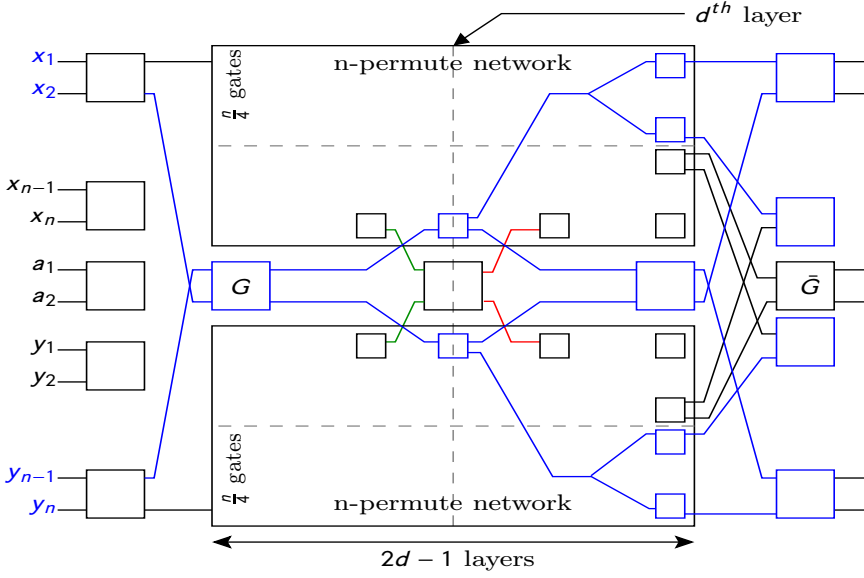 d^{th} layer
x_1
x_2
n/4 gates
n-permute network
x_{n-1}
x_n
a_1
a_2
G
\bar{G}
y_1
y_2
y_{n-1}
y_n
n/4 gates
n-permute network
2d − 1 layers